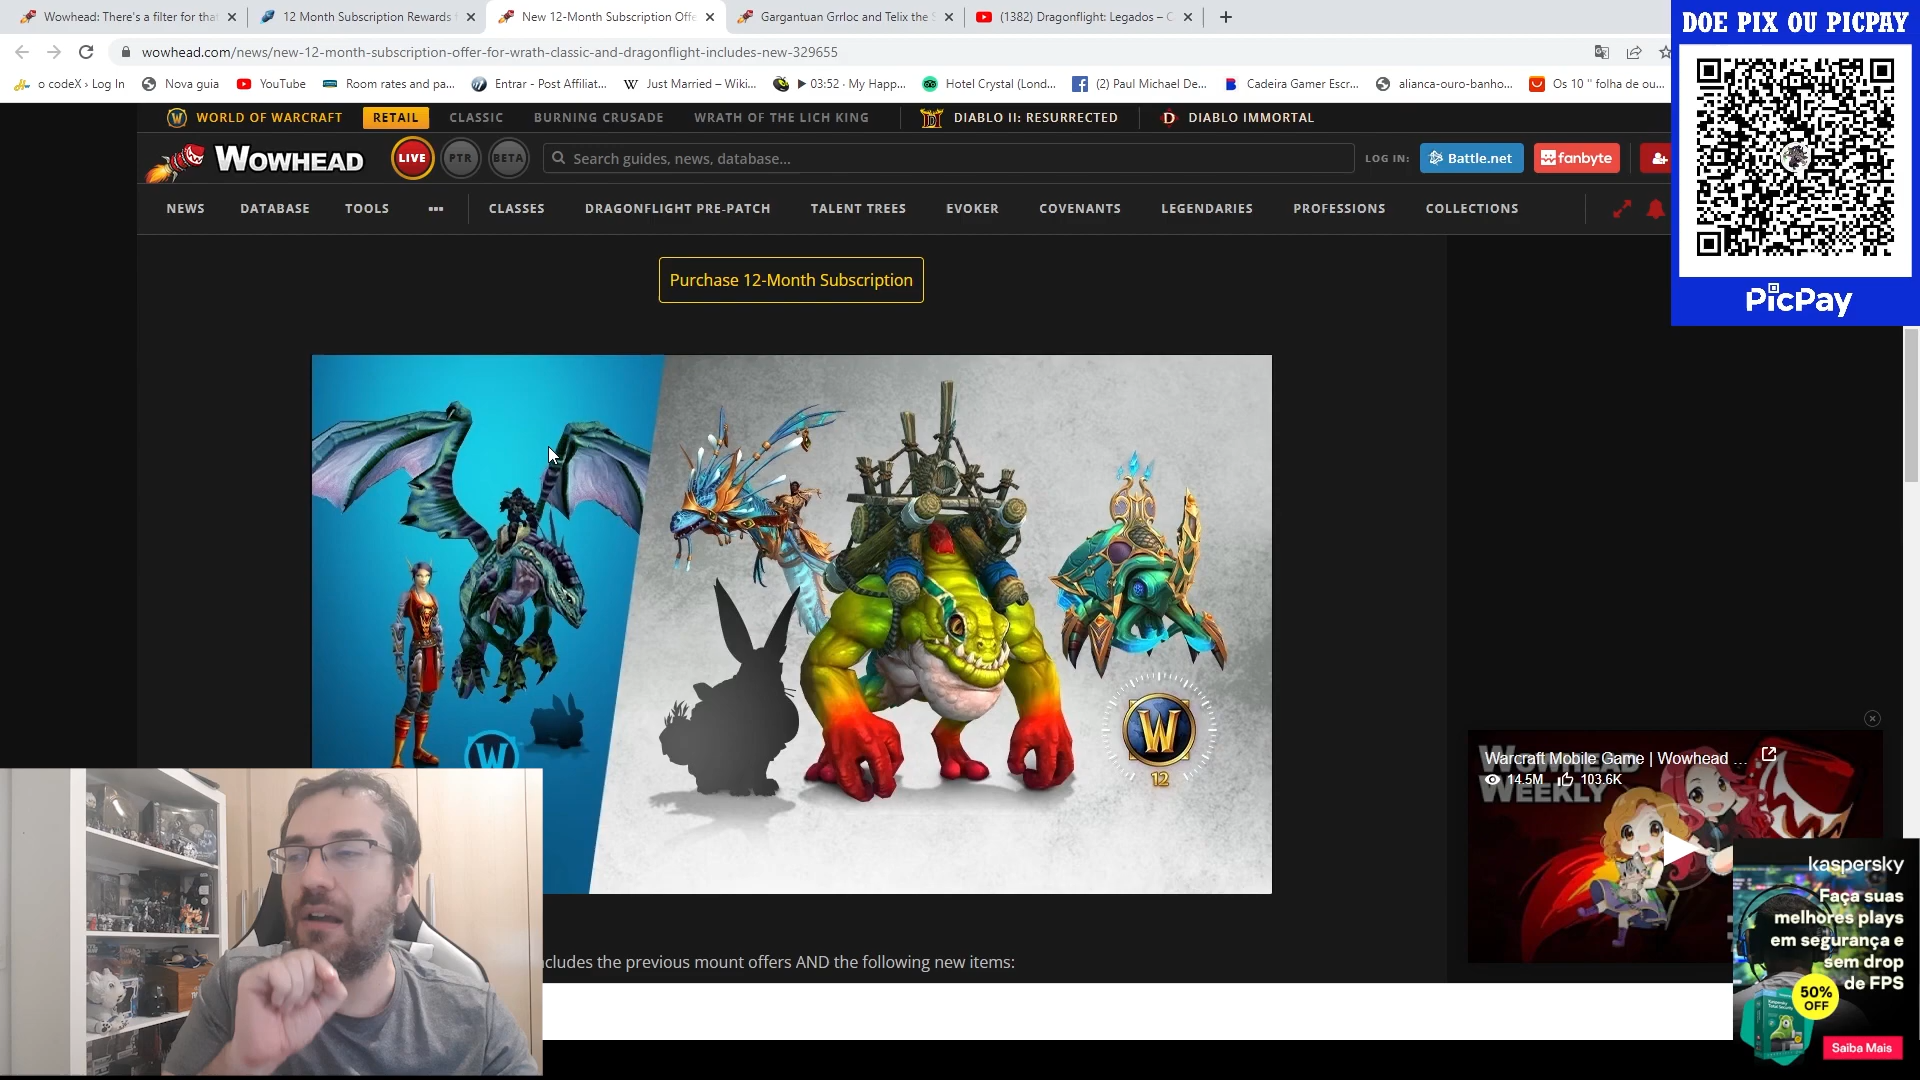 Wowhead: There's a filter for tha
12 Month Subscription Rewards
New 12-Month Subscription Offe
Gargantuan Grrloc and Telix the S
(1382) Dragonflight: Legados – C
wowhead.com/news/new-12-month-subscription-offer-for-wrath-classic-and-dragonflight-includes-new-329655
o codeX › Log In
Nova guia
YouTube
Room rates and pa...
Entrar - Post Affiliat...
Just Married – Wiki...
03:52 · My Happ...
Hotel Crystal (Lond...
(2) Paul Michael De...
Cadeira Gamer Escr...
alianca-ouro-banho...
Os 10 " folha de ou...
DOE PIX OU PICPAY
PicPay
WORLD OF WARCRAFT
RETAIL
CLASSIC
BURNING CRUSADE
WRATH OF THE LICH KING
DIABLO II: RESURRECTED
DIABLO IMMORTAL
WOWHEAD
LIVE
PTR
BETA
Search guides, news, database...
LOG IN:
Battle.net
fanbyte
NEWS
DATABASE
TOOLS
•••
CLASSES
DRAGONFLIGHT PRE-PATCH
TALENT TREES
EVOKER
COVENANTS
LEGENDARIES
PROFESSIONS
COLLECTIONS
Purchase 12-Month Subscription
W
W
12
Warcraft Mobile Game | Wowhead ...
14.5M
103.6K
WOWHEAD
WEEKLY
cludes the previous mount offers AND the following new items:
kaspersky
Faça suas
melhores plays
em segurança e
sem drop
de FPS
50%
OFF
Saiba Mais